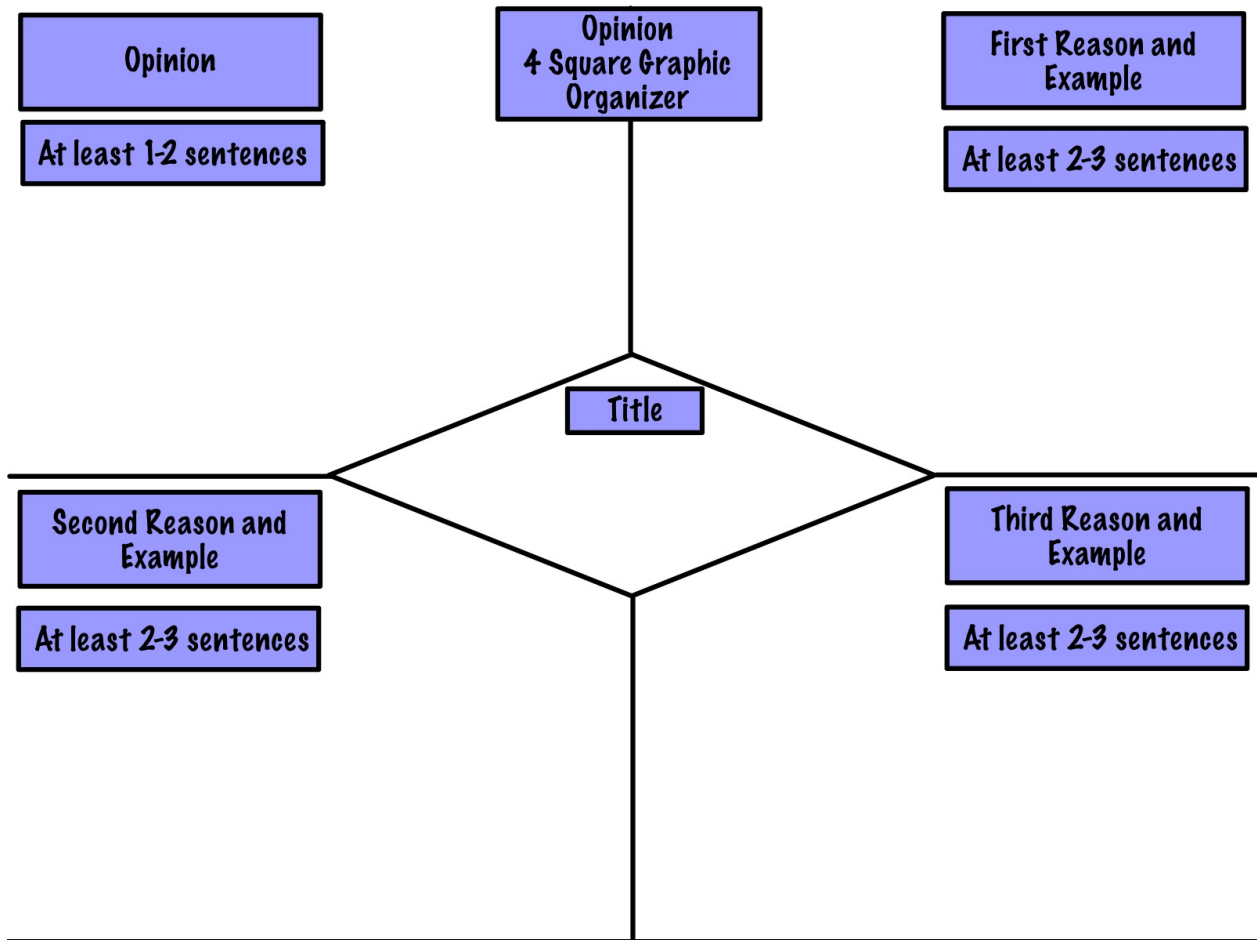 Opinion
At least 1-2 sentences
Opinion
4 Square Graphic
Organizer
First Reason and
Example
At least 2-3 sentences
Title
Second Reason and
Example
At least 2-3 sentences
Third Reason and
Example
At least 2-3 sentences